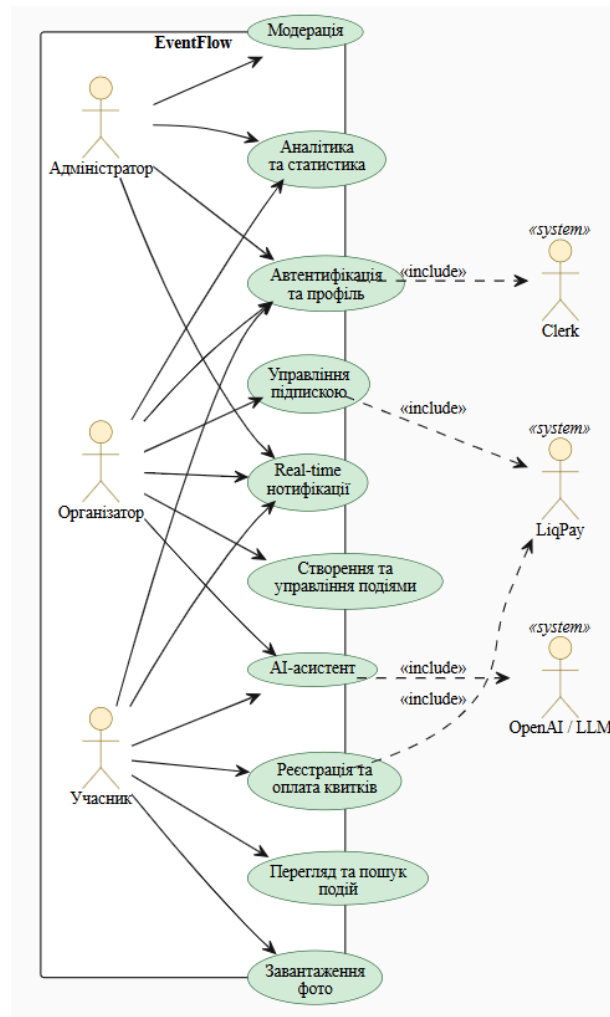 Модерація
EventFlow
Адміністратор
Аналітика
та статистика
«system»
Автентифікація
та профіль
«include»
Clerk
Управління
підпискою
«include»
«system»
Організатор
Real-time
нотифікації
LiqPay
Створення та
управління подіями
«system»
AI-асистент
«include»
«include»
OpenAI / LLM
Учасник
Реєстрація та
оплата квитків
Перегляд та пошук
подій
Завантаження
фото